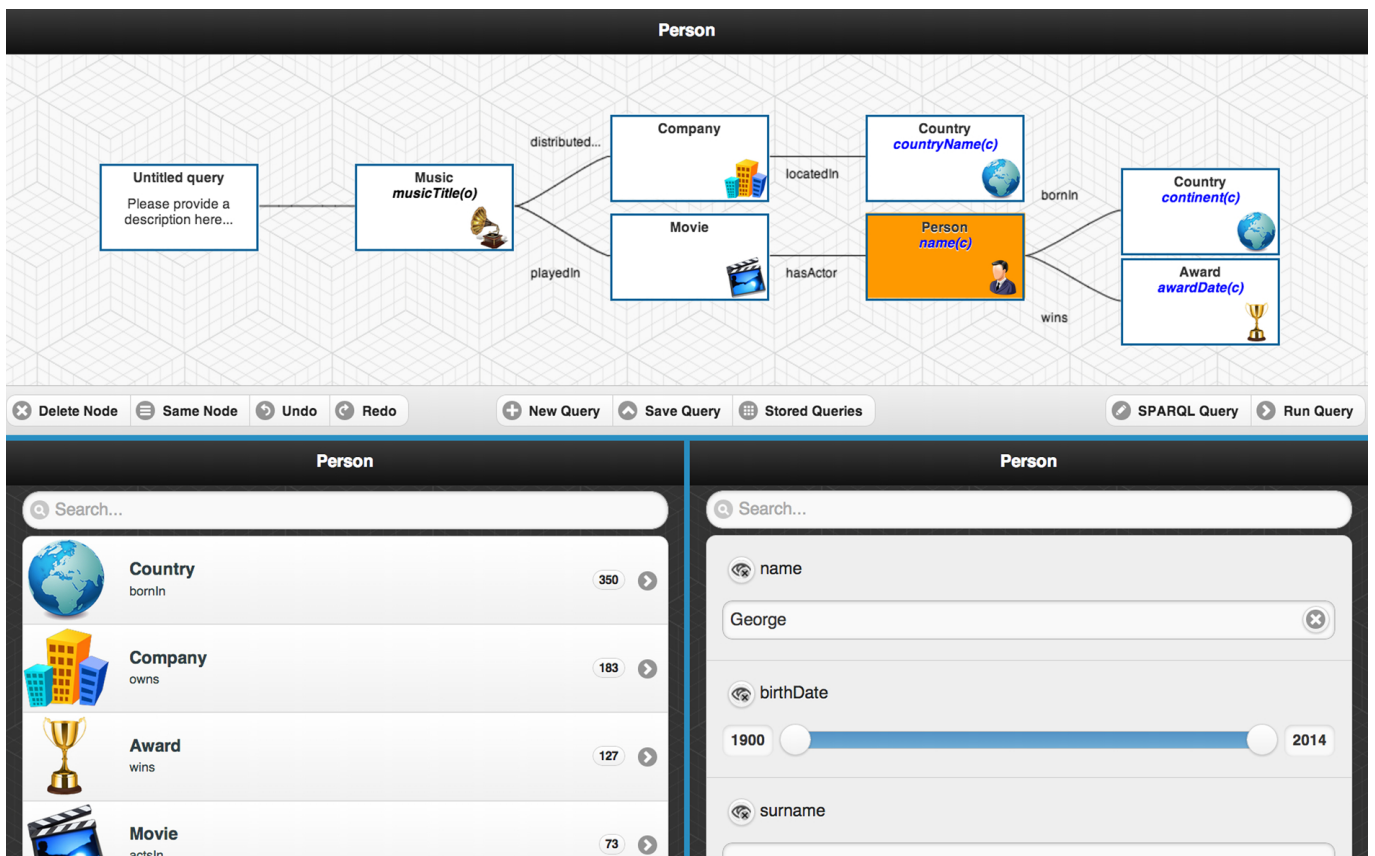 Person
Untitled query
Please provide a
description here...
Music
musicTitle(o)
distributed...
playedIn
Company
Movie
locatedIn
hasActor
Country
countryName(c)
Person
name(c)
bornIn
wins
Country
continent(c)
Award
awardDate(c)
Delete Node Same Node Undo Redo New Query Save Query Stored Queries SPARQL Query Run Query
Person
Search...
Country
bornIn
350
Company
owns
183
Award
wins
127
Movie
actsIn
73
Person
Search...
name
George
birthDate
1900 2014
surname